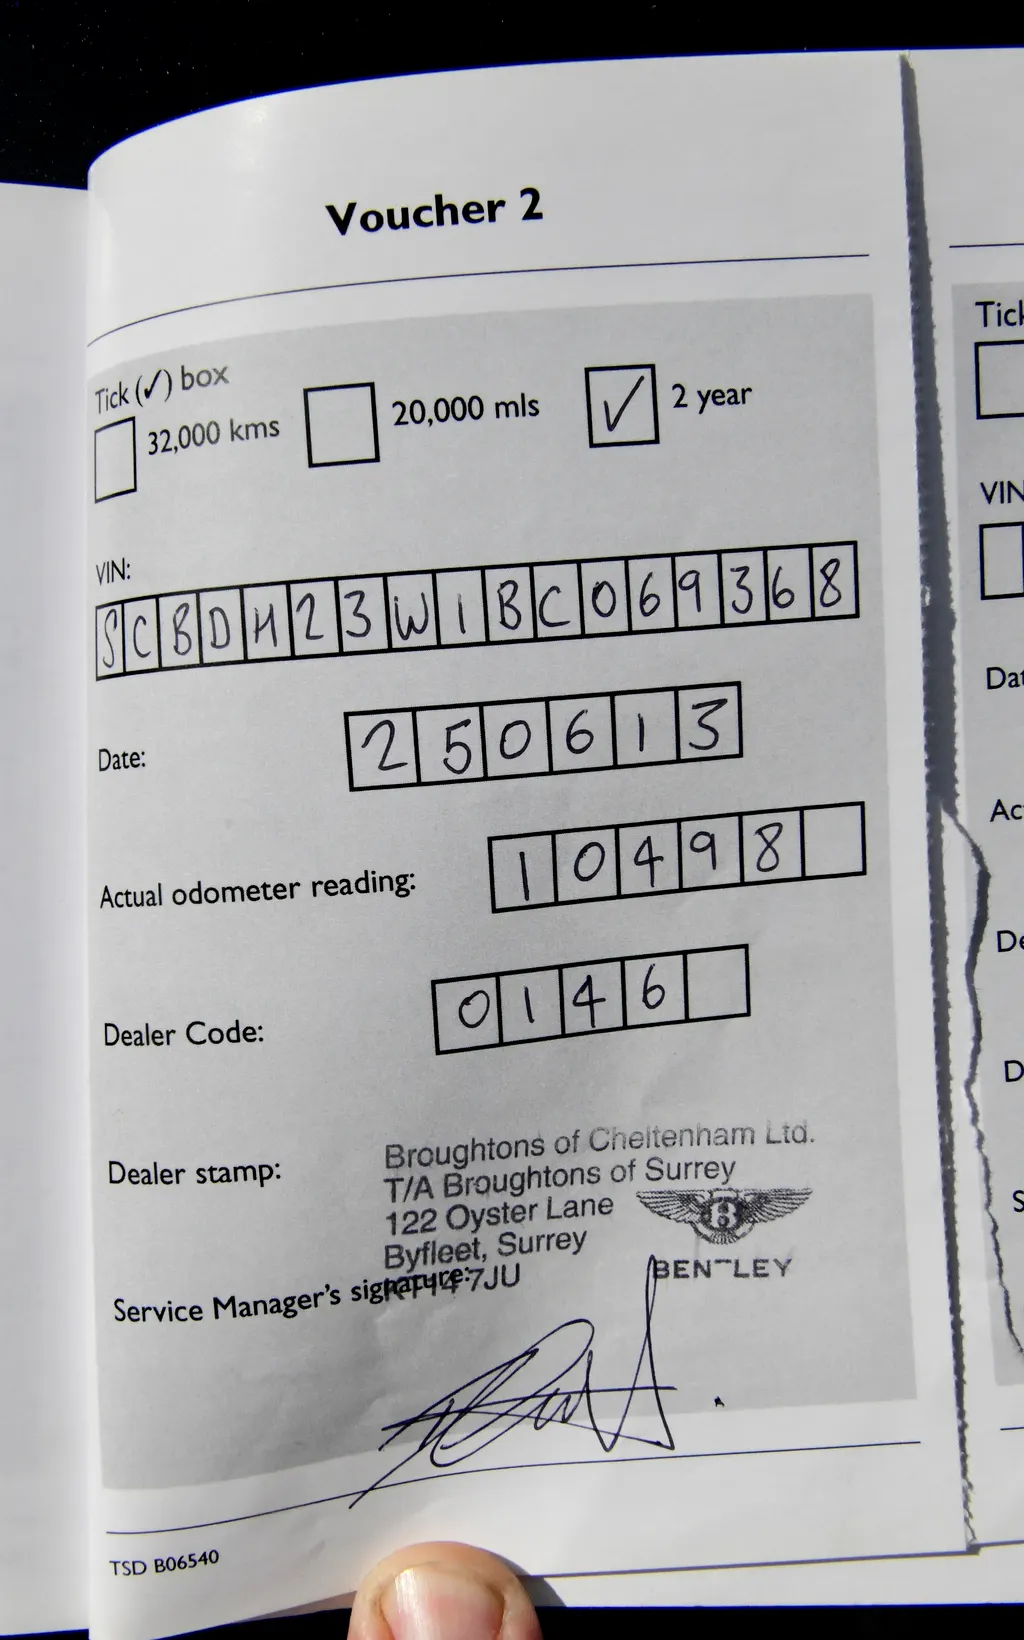 Voucher 2
Tick (✓) box
32,000 kms
20,000 mls
✓ 2 year
VIN:
SCBDH23W1BC069368
Date:
250613
Actual odometer reading:
10498
Dealer Code:
0146
Dealer stamp:
Broughtons of Cheltenham Ltd.
T/A Broughtons of Surrey
122 Oyster Lane
Byfleet, Surrey
KT14 7JU
B
BENTLEY
Service Manager's signature:
TSD B06540
Tick
VIN
Dat
Ac
De
D
S